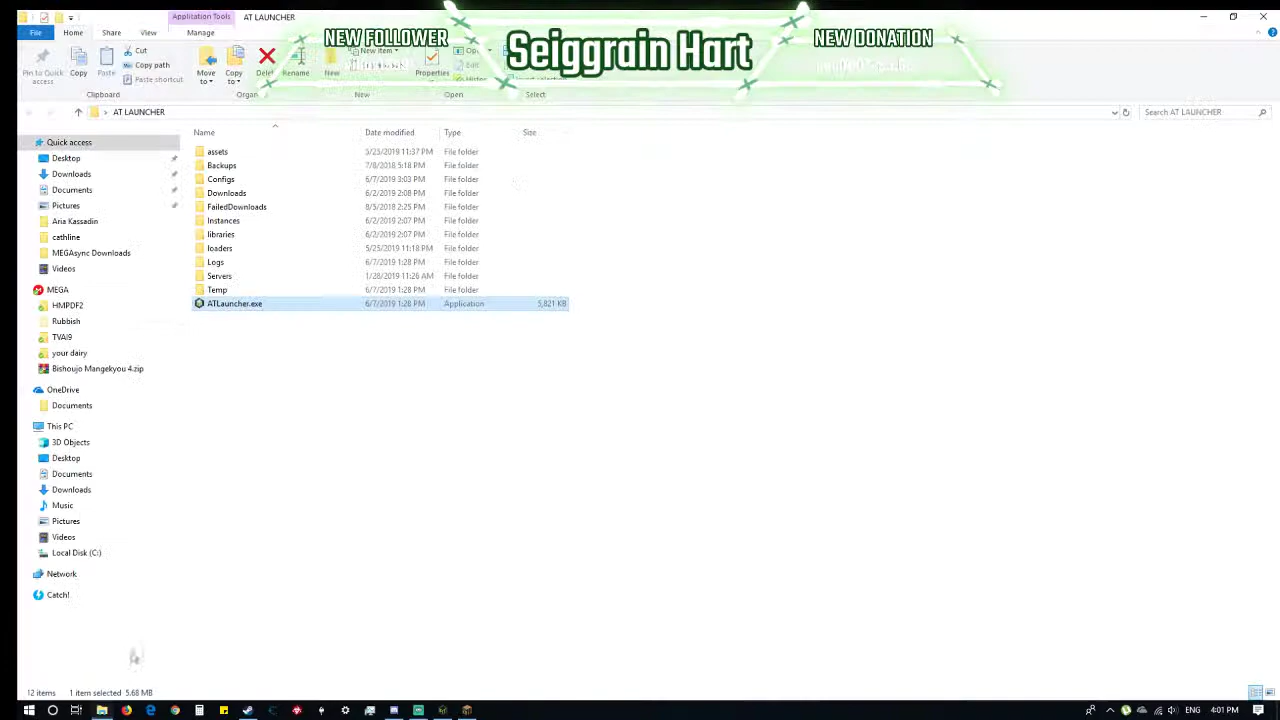 Application Tools AT LAUNCHER
File Home Share View Manage
NEW FOLLOWER Seiggrain Hart NEW DONATION
Pin to Quick access
Copy
Paste
Cut
Copy path
Paste shortcut
Move to
Copy to
Delet
Rename
New
New item
Properties
Open
Edit
Clipboard Organ New Open Select
AT LAUNCHER Search AT LAUNCHER
Name Date modified Type Size
assets 5/23/2019 11:37 PM File folder
Backups 7/8/2018 5:18 PM File folder
Configs 6/7/2019 3:03 PM File folder
Downloads 6/2/2019 2:08 PM File folder
FailedDownloads 8/5/2018 2:25 PM File folder
Instances 6/2/2019 2:07 PM File folder
libraries 6/2/2019 2:07 PM File folder
loaders 5/25/2019 11:18 PM File folder
Logs 6/7/2019 1:28 PM File folder
Servers 1/28/2019 11:26 AM File folder
Temp 6/7/2019 1:28 PM File folder
ATLauncher.exe 6/7/2019 1:28 PM Application 5,821 KB
Quick access
Desktop
Downloads
Documents
Pictures
Aria Kassadin
cathline
MEGAsync Downloads
Videos
MEGA
HMPDF2
Rubbish
TVAI9
your dairy
Bishoujo Mangekyou 4.zip
OneDrive
Documents
This PC
3D Objects
Desktop
Documents
Downloads
Music
Pictures
Videos
Local Disk (C:)
Network
Catch!
12 items 1 item selected 5.68 MB
ENG 4:01 PM